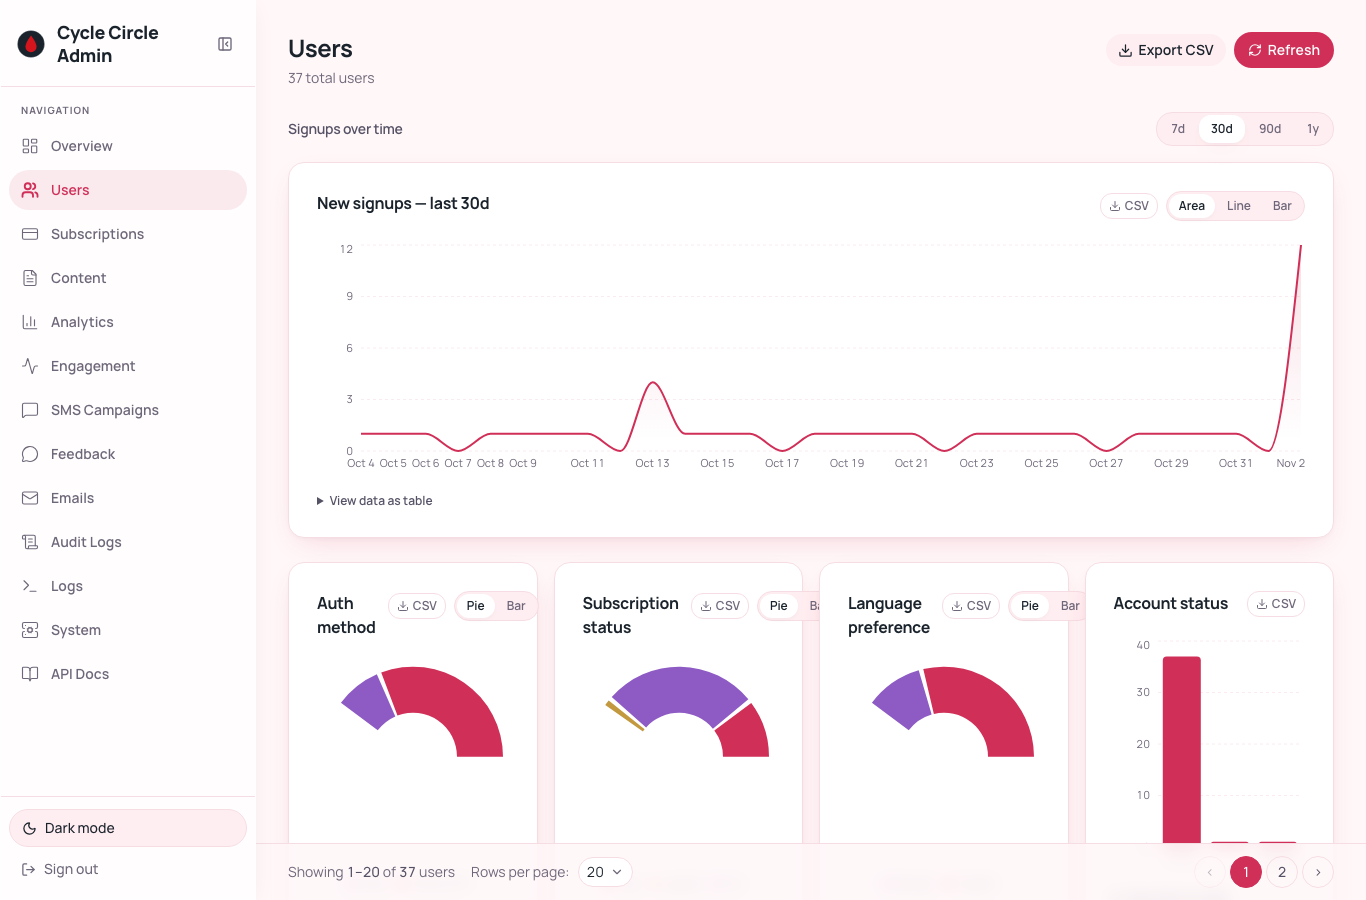 Cycle Circle
Admin
NAVIGATION
Overview
Users
Subscriptions
Content
Analytics
Engagement
SMS Campaigns
Feedback
Emails
Audit Logs
Logs
System
API Docs
Dark mode
Sign out
Users
37 total users
Export CSV
Refresh
Signups over time
7d 30d 90d 1y
New signups — last 30d
CSV
Area Line Bar
12
9
6
3
0
Oct 4 Oct 5 Oct 6 Oct 7 Oct 8 Oct 9 Oct 11 Oct 13 Oct 15 Oct 17 Oct 19 Oct 21 Oct 23 Oct 25 Oct 27 Oct 29 Oct 31 Nov 2
View data as table
Auth
method
CSV
Pie Bar
Subscription
status
CSV
Pie
Language
preference
CSV
Pie Bar
Account status
CSV
40
30
20
10
Showing 1–20 of 37 users
Rows per page: 20
1 2